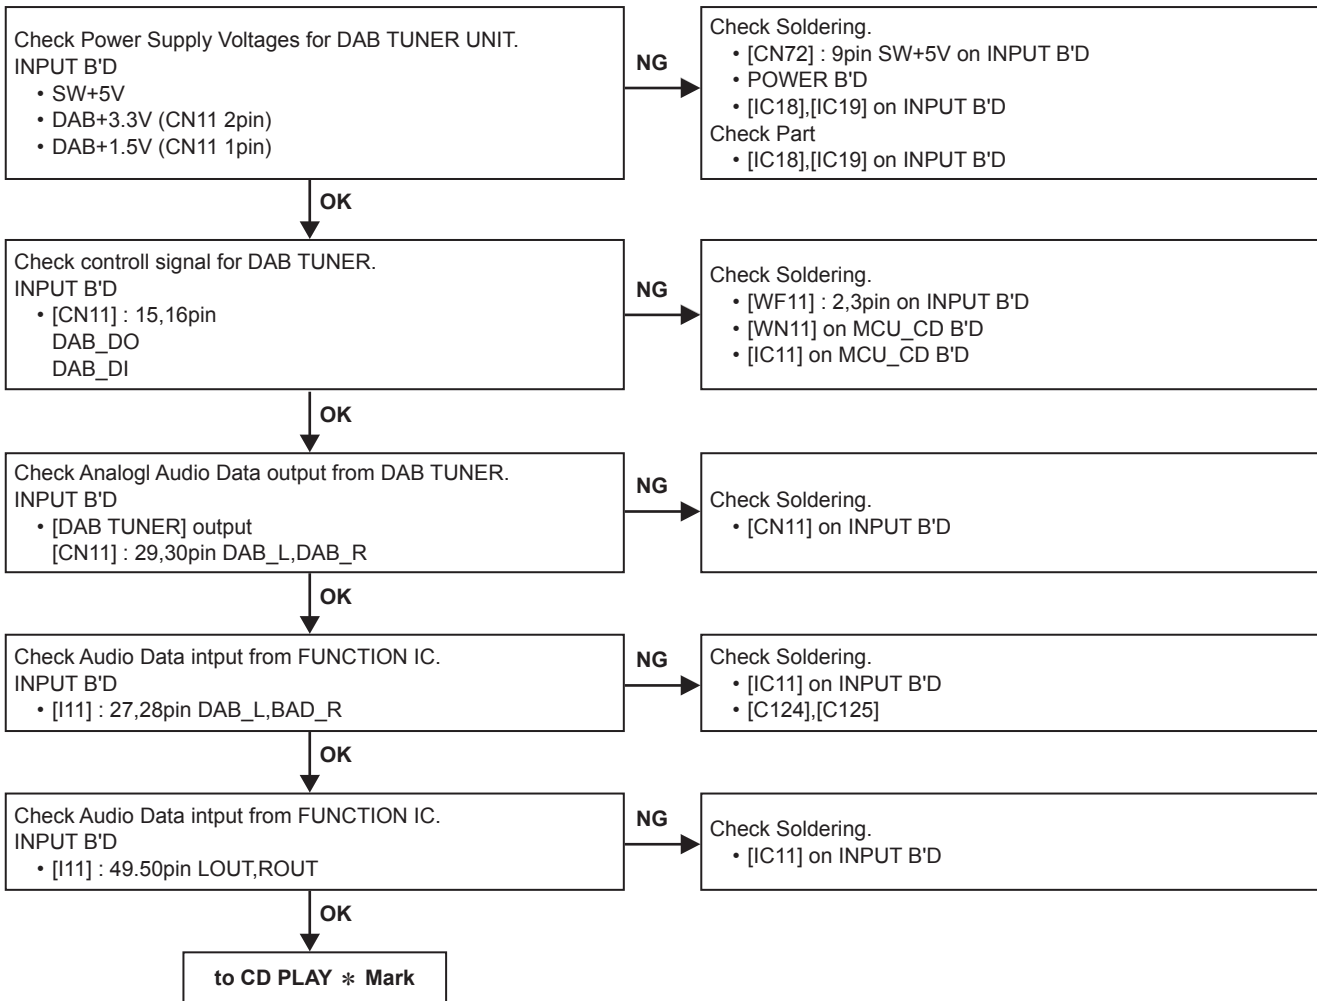 Check Power Supply Voltages for DAB TUNER UNIT.
INPUT B'D
• SW+5V
• DAB+3.3V (CN11 2pin)
• DAB+1.5V (CN11 1pin)
NG
Check Soldering.
• [CN72] : 9pin SW+5V on INPUT B'D
• POWER B'D
• [IC18],[IC19] on INPUT B'D
Check Part
• [IC18],[IC19] on INPUT B'D
OK
Check controll signal for DAB TUNER.
INPUT B'D
• [CN11] : 15,16pin
DAB_DO
DAB_DI
NG
Check Soldering.
• [WF11] : 2,3pin on INPUT B'D
• [WN11] on MCU_CD B'D
• [IC11] on MCU_CD B'D
OK
Check Analogl Audio Data output from DAB TUNER.
INPUT B'D
• [DAB TUNER] output
[CN11] : 29,30pin DAB_L,DAB_R
NG
Check Soldering.
• [CN11] on INPUT B'D
OK
Check Audio Data intput from FUNCTION IC.
INPUT B'D
• [I11] : 27,28pin DAB_L,BAD_R
NG
Check Soldering.
• [IC11] on INPUT B'D
• [C124],[C125]
OK
Check Audio Data intput from FUNCTION IC.
INPUT B'D
• [I11] : 49.50pin LOUT,ROUT
NG
Check Soldering.
• [IC11] on INPUT B'D
OK
to CD PLAY ＊ Mark